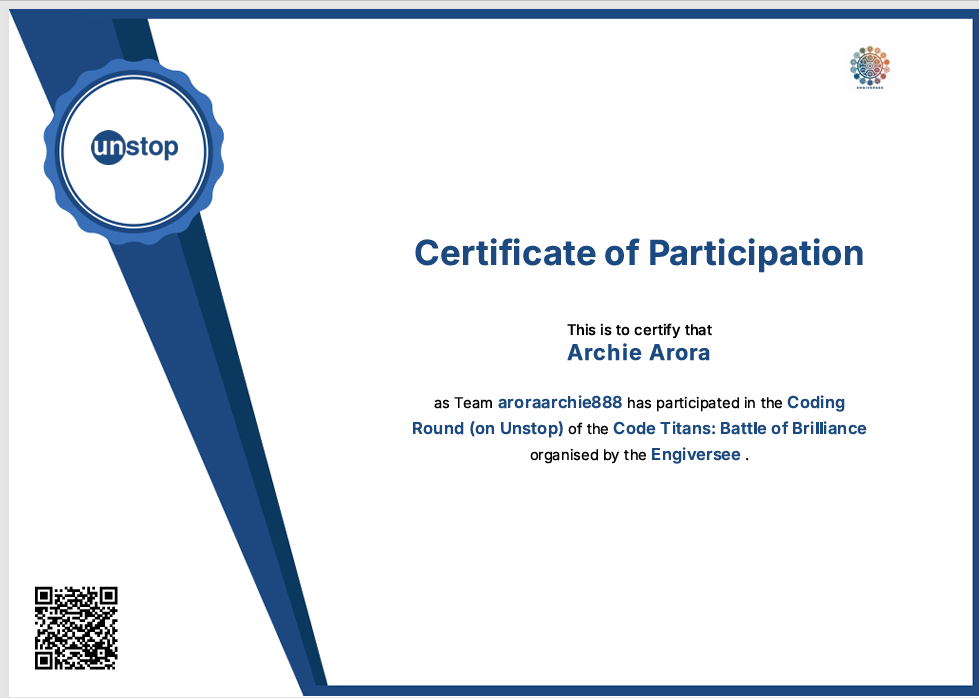 unstop
ENGIVERSEE
Certificate of Participation
This is to certify that
Archie Arora
as Team aroraarchie888 has participated in the Coding
Round (on Unstop) of the Code Titans: Battle of Brilliance
organised by the Engiversee .